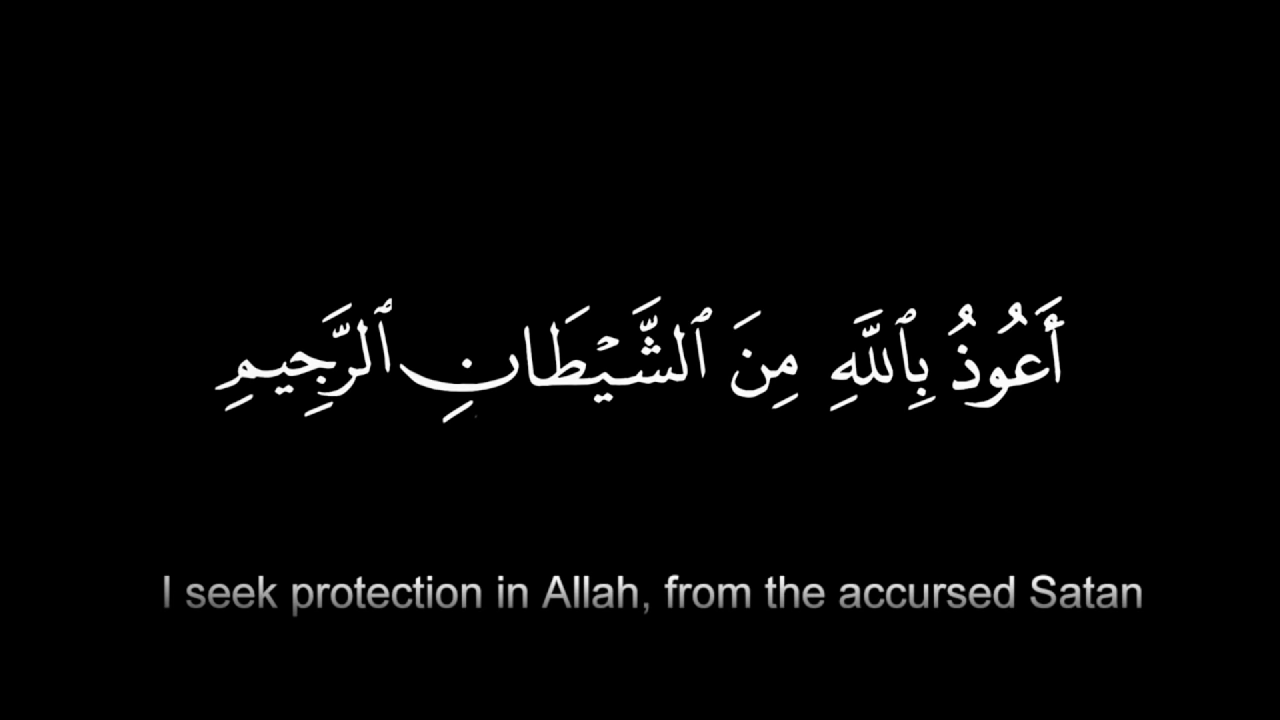 أَعُوذُ بِٱللَّهِ مِنَ ٱلشَّيْطَانِ ٱلرَّجِيمِ
I seek protection in Allah, from the accursed Satan